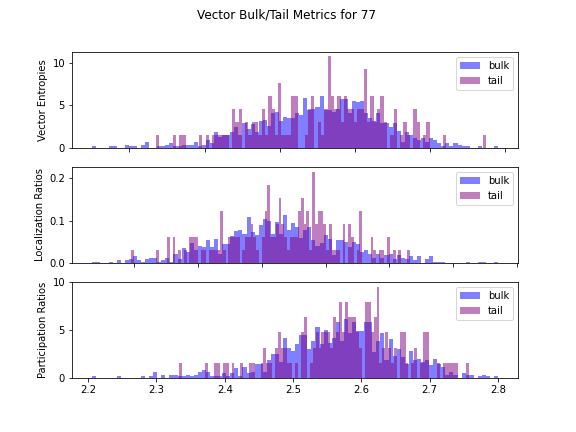 Vector Bulk/Tail Metrics for 77
Vector Entropies
10
5
0
bulk
tail
Localization Ratios
0.2
0.1
0.0
bulk
tail
Participation Ratios
10
5
0
bulk
tail
2.2 2.3 2.4 2.5 2.6 2.7 2.8